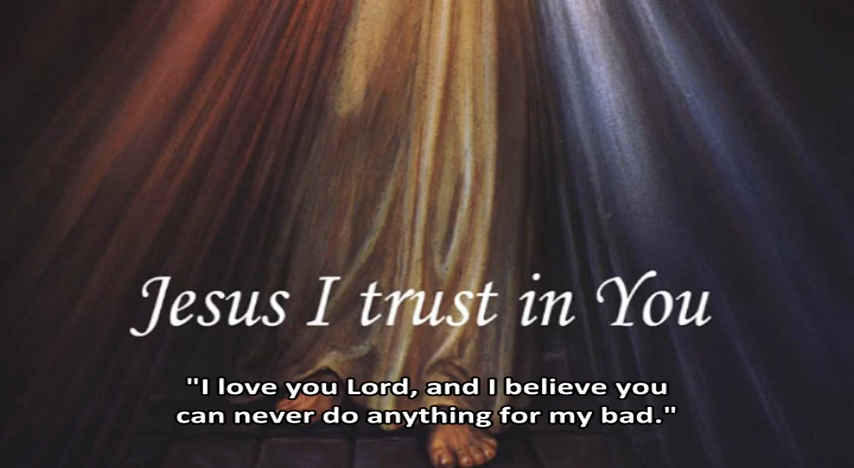 Jesus I trust in You
"I love you Lord, and I believe you
can never do anything for my bad."